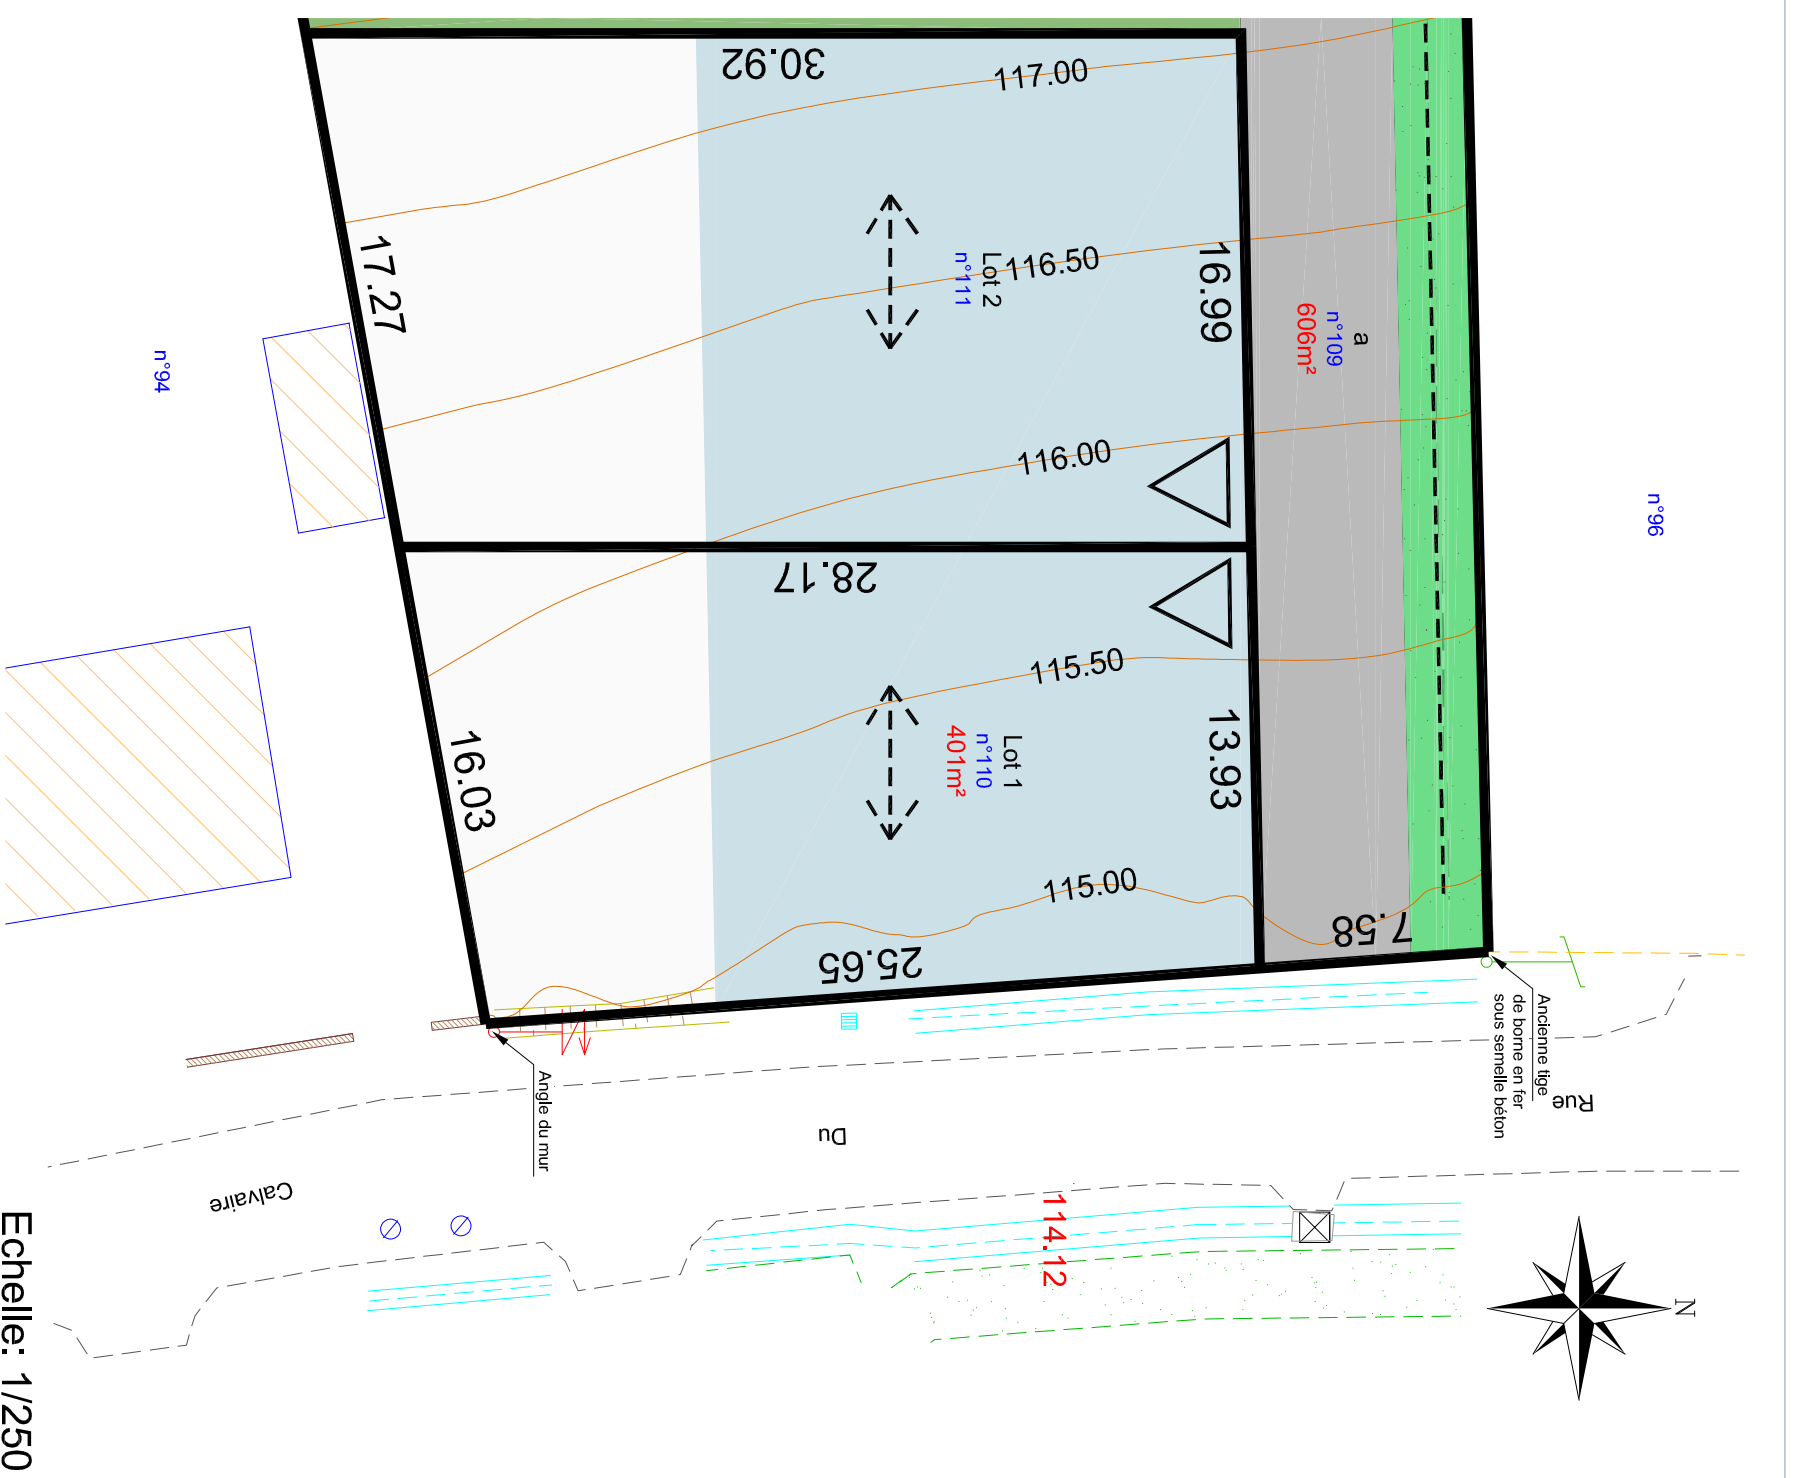 30.92
117.00
17.27
Lot 2
n°111
116.50
16.99
a
n°109
606m²
n°94
n°96
116.00
28.17
115.50
16.03
Lot 1
n°110
401m²
13.93
115.00
25.65
7.58
Ancienne tige
de borne en fer
sous semelle béton
Angle du mur
Rue
Du
Calvaire
114.12
N
Echelle: 1/250